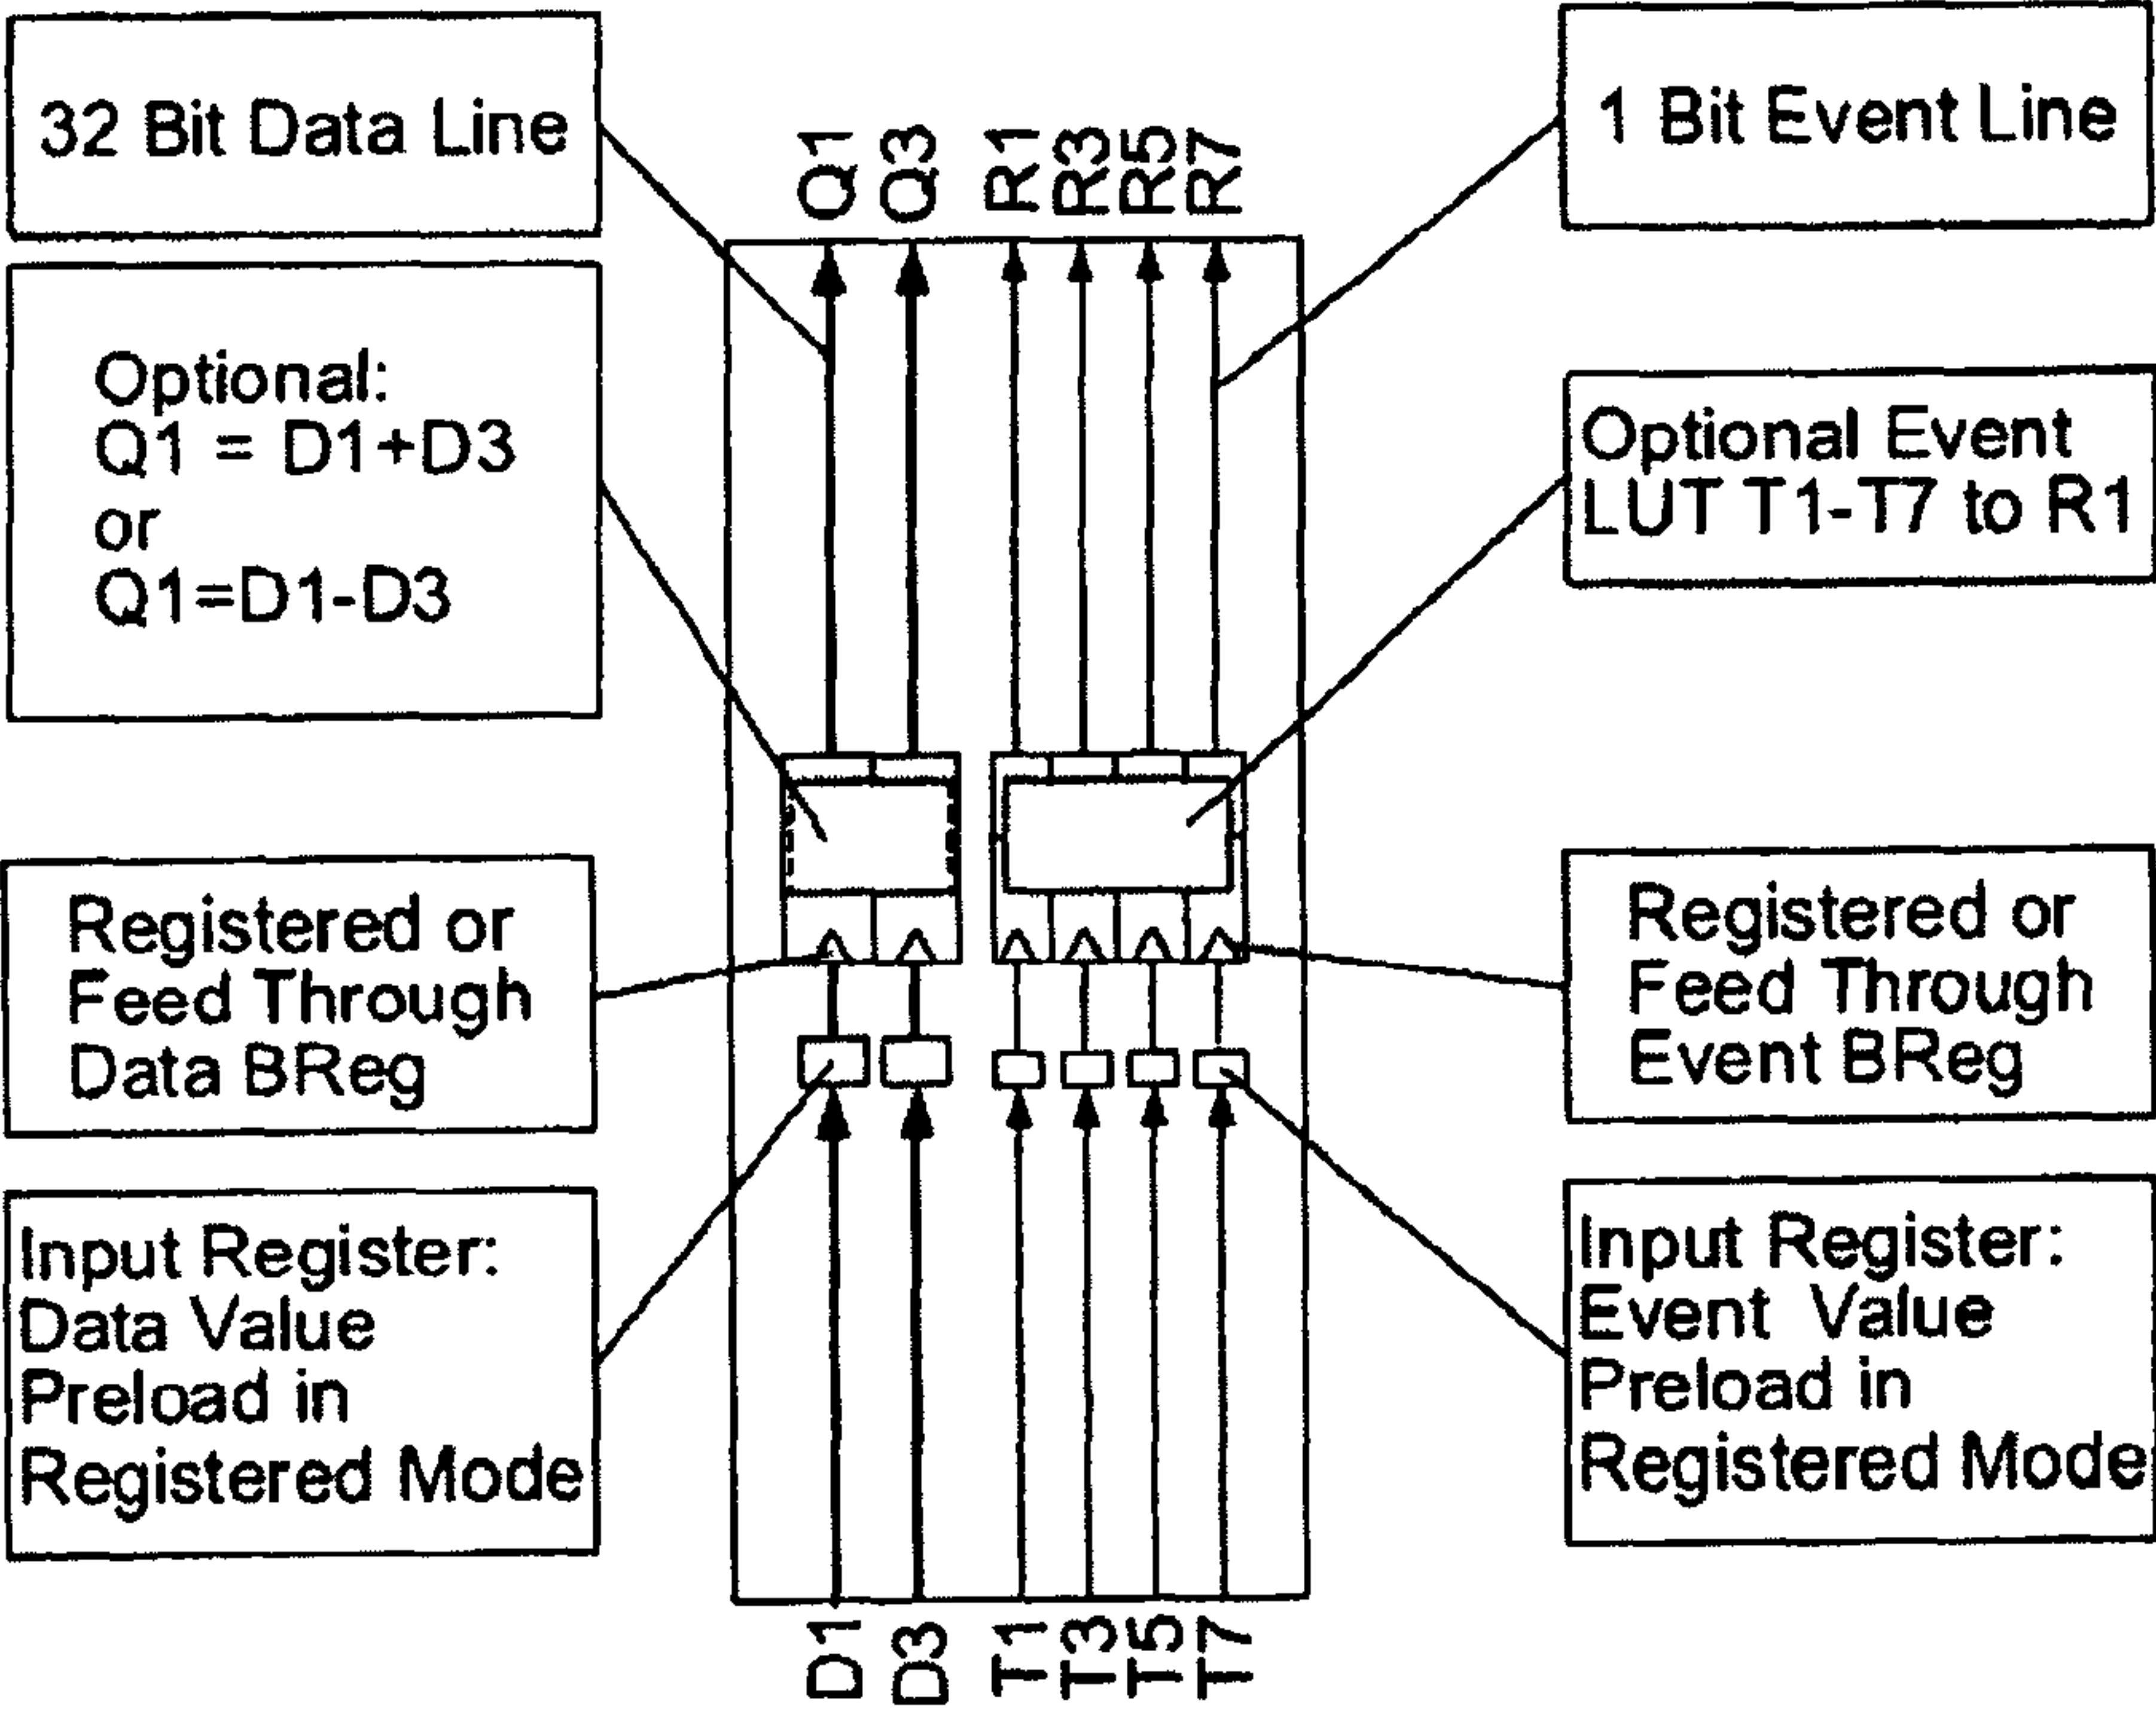 32 Bit Data Line
Optional:
Q1 = D1+D3
or
Q1=D1-D3
Registered or
Feed Through
Data BReg
Input Register:
Data Value
Preload in
Registered Mode
Q1
Q3
R1
R3
R5
R7
D1
D3
T1
T3
T5
T7
1 Bit Event Line
Optional Event
LUT T1-T7 to R1
Registered or
Feed Through
Event BReg
Input Register:
Event Value
Preload in
Registered Mode